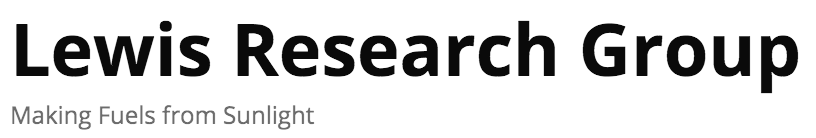 Lewis Research Group
Making Fuels from Sunlight